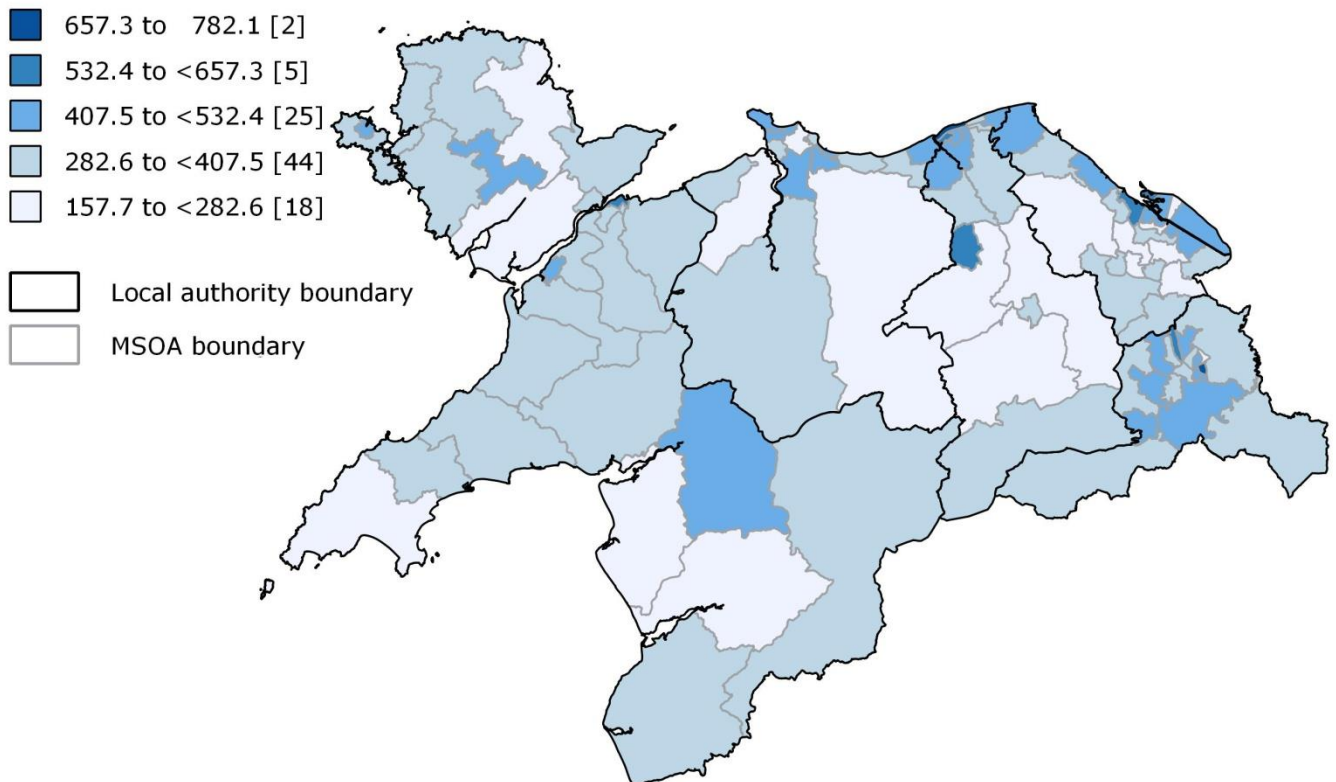 657.3 to 782.1 [2]
532.4 to <657.3 [5]
407.5 to <532.4 [25]
282.6 to <407.5 [44]
157.7 to <282.6 [18]
Local authority boundary
MSOA boundary